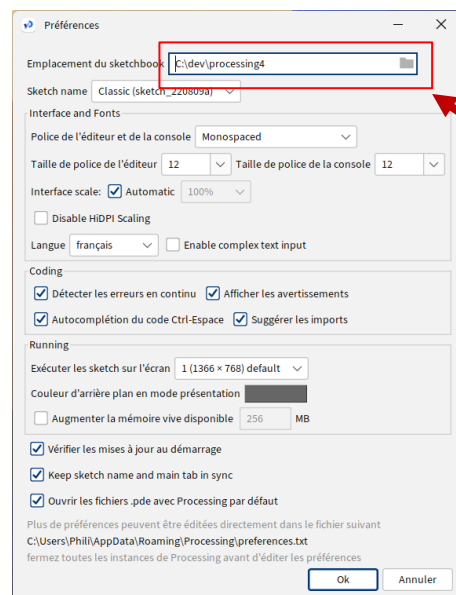 Préférences
Emplacement du sketchbook C:\dev\processing4
Sketch name Classic (sketch_220809a)
Interface and Fonts
Police de l'éditeur et de la console Monospaced
Taille de police de l'éditeur 12 Taille de police de la console 12
Interface scale: Automatic 100%
Disable HiDPI Scaling
Langue français Enable complex text input
Coding
Détecter les erreurs en continu Afficher les avertissements
Autocomplétion du code Ctrl-Espace Suggérer les imports
Running
Exécuter les sketch sur l'écran 1 (1366 × 768) default
Couleur d'arrière plan en mode présentation
Augmenter la mémoire vive disponible 256 MB
Vérifier les mises à jour au démarrage
Keep sketch name and main tab in sync
Ouvrir les fichiers .pde avec Processing par défaut
Plus de préférences peuvent être éditées directement dans le fichier suivant
C:\Users\Phili\AppData\Roaming\Processing\preferences.txt
fermez toutes les instances de Processing avant d'éditer les préférences
Ok Annuler